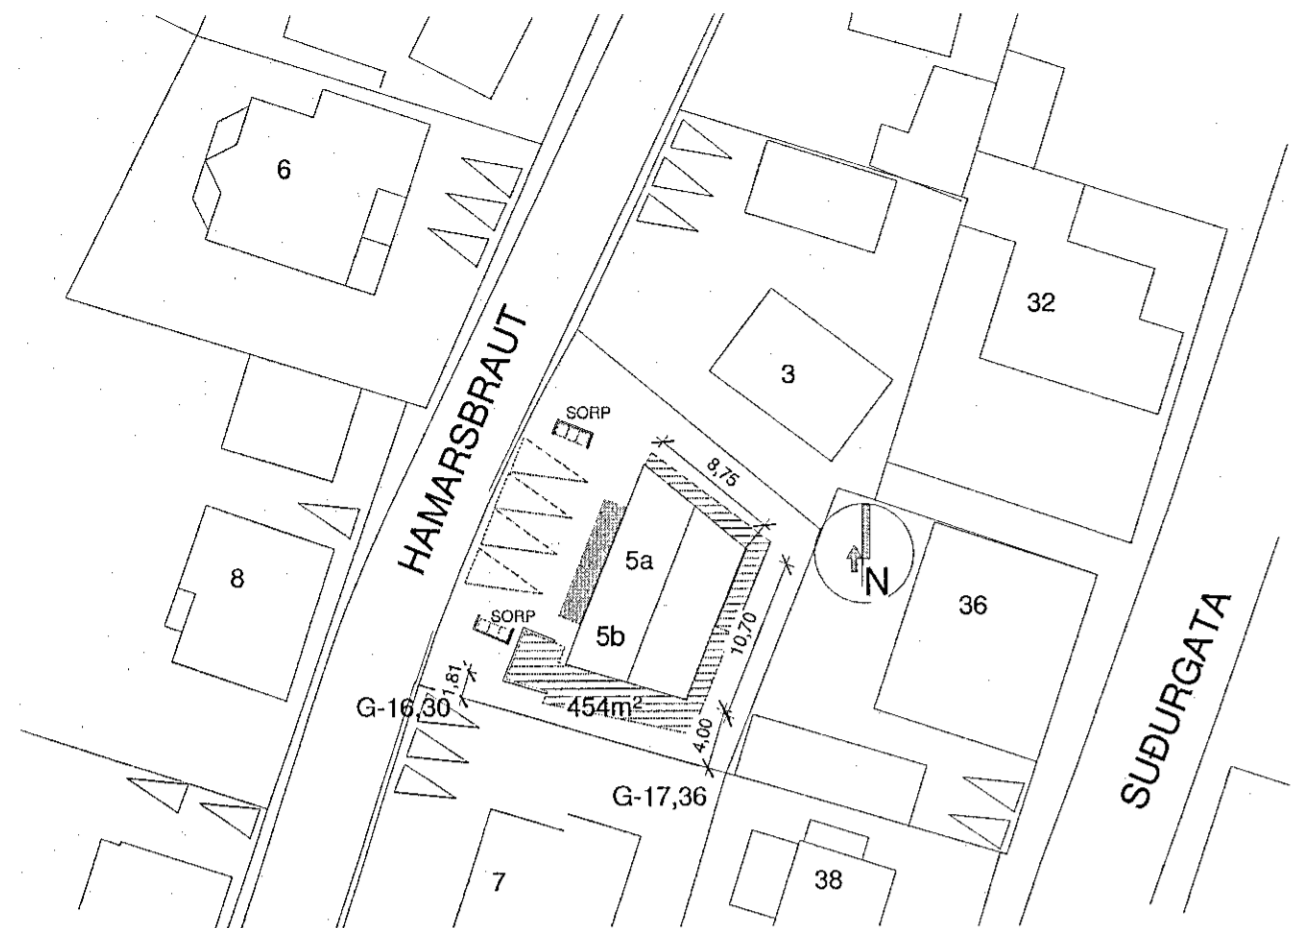 6
32
3
HAMARSBRAUT
SORP
8,75
5a
N
8
36
10,70
SORP
5b
1,81
G-16,30
454m²
4,00
SUÐURGATA
G-17,36
7
38